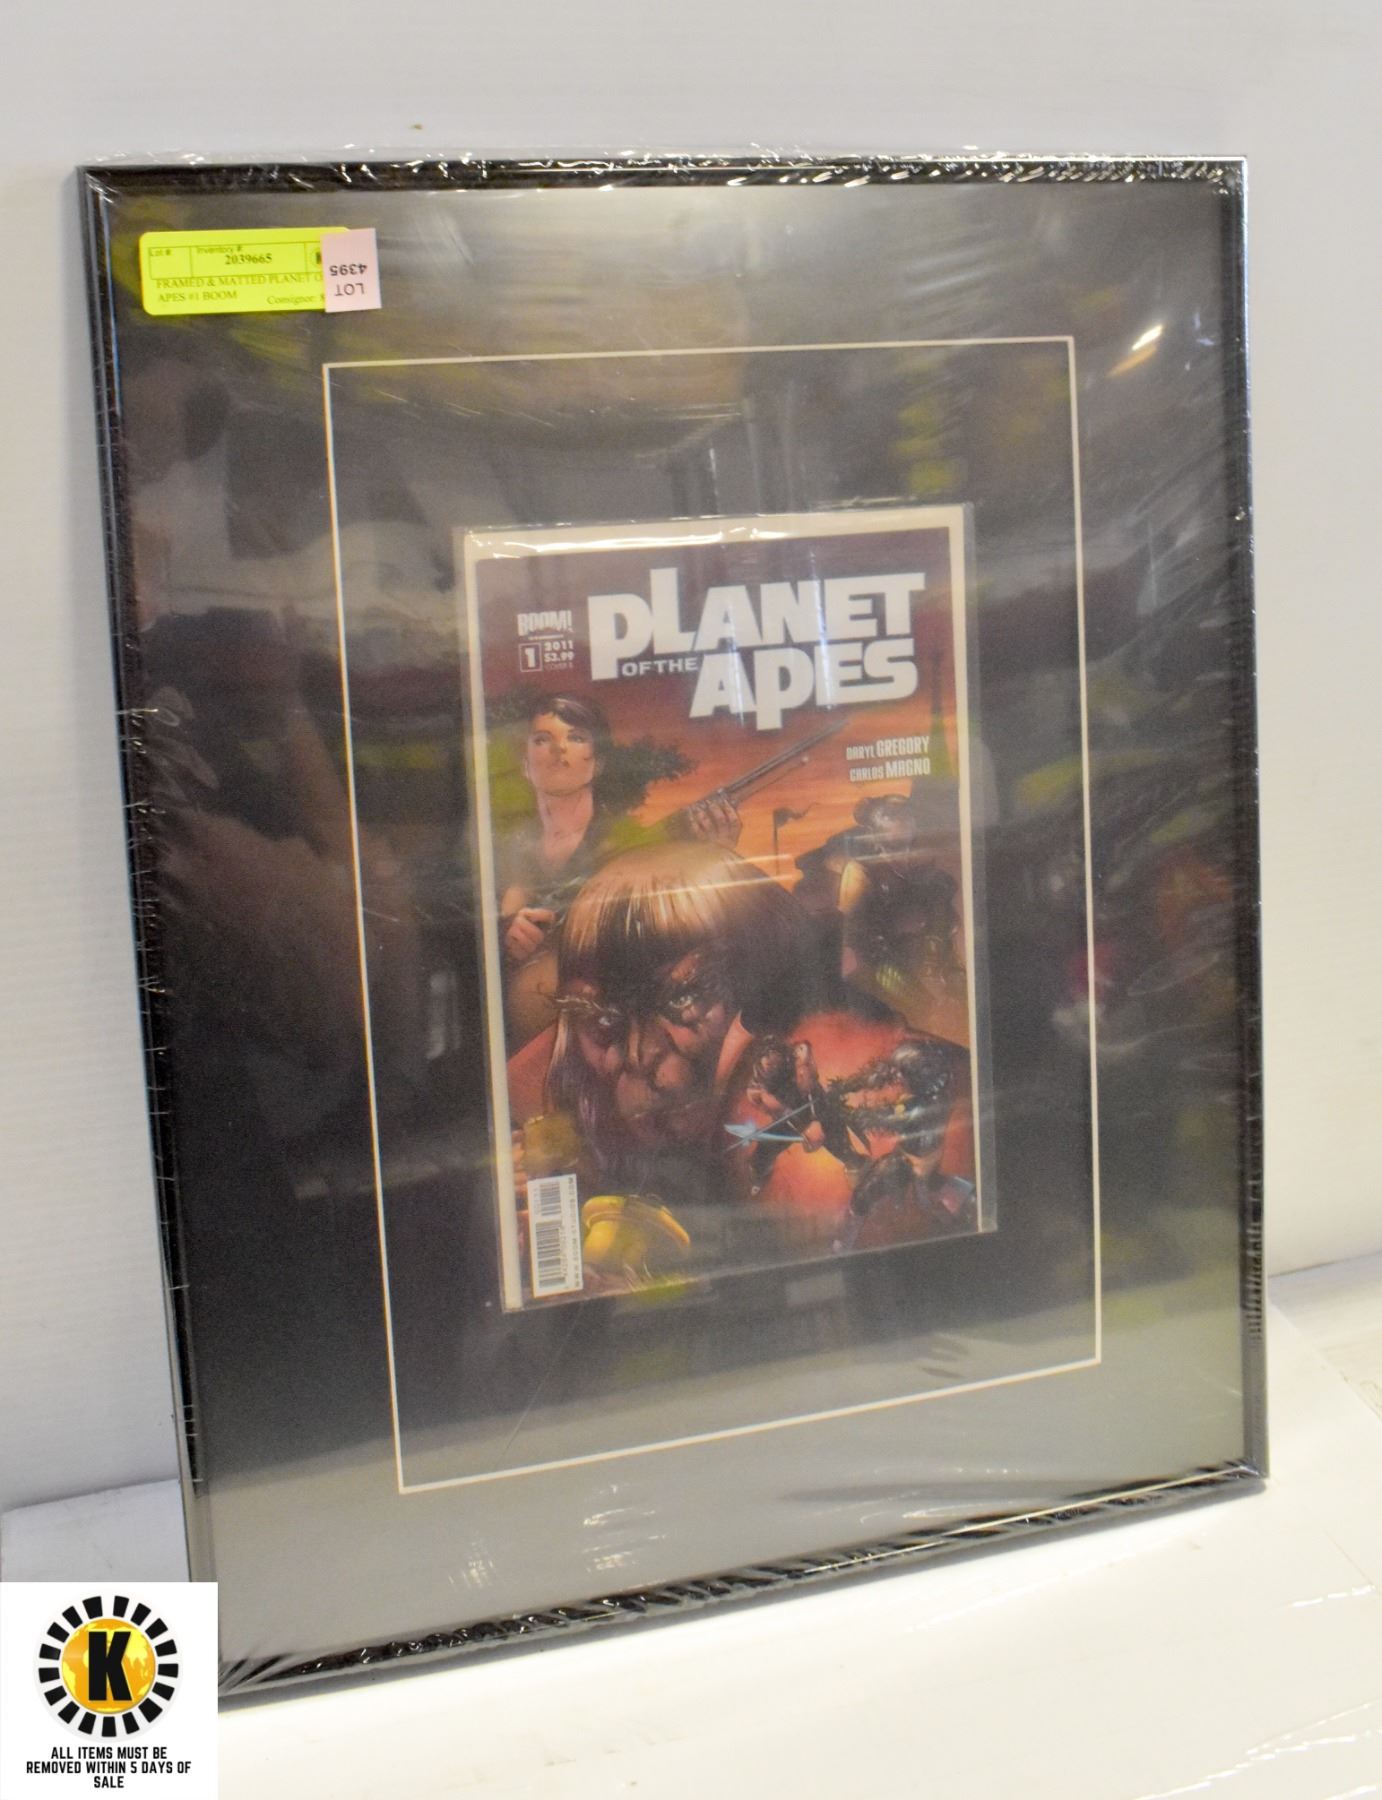 Lot #:
Inventory #:
2039665
FRAMED & MATTED PLANET
APES #1 BOOM
Consignor:
LOT
4395
BOOM!
1
2011
$3.99
COVER B
PLANET
OF THE
APES
DARYL GREGORY
CARLOS MAGNO
K
ALL ITEMS MUST BE
REMOVED WITHIN 5 DAYS OF
SALE